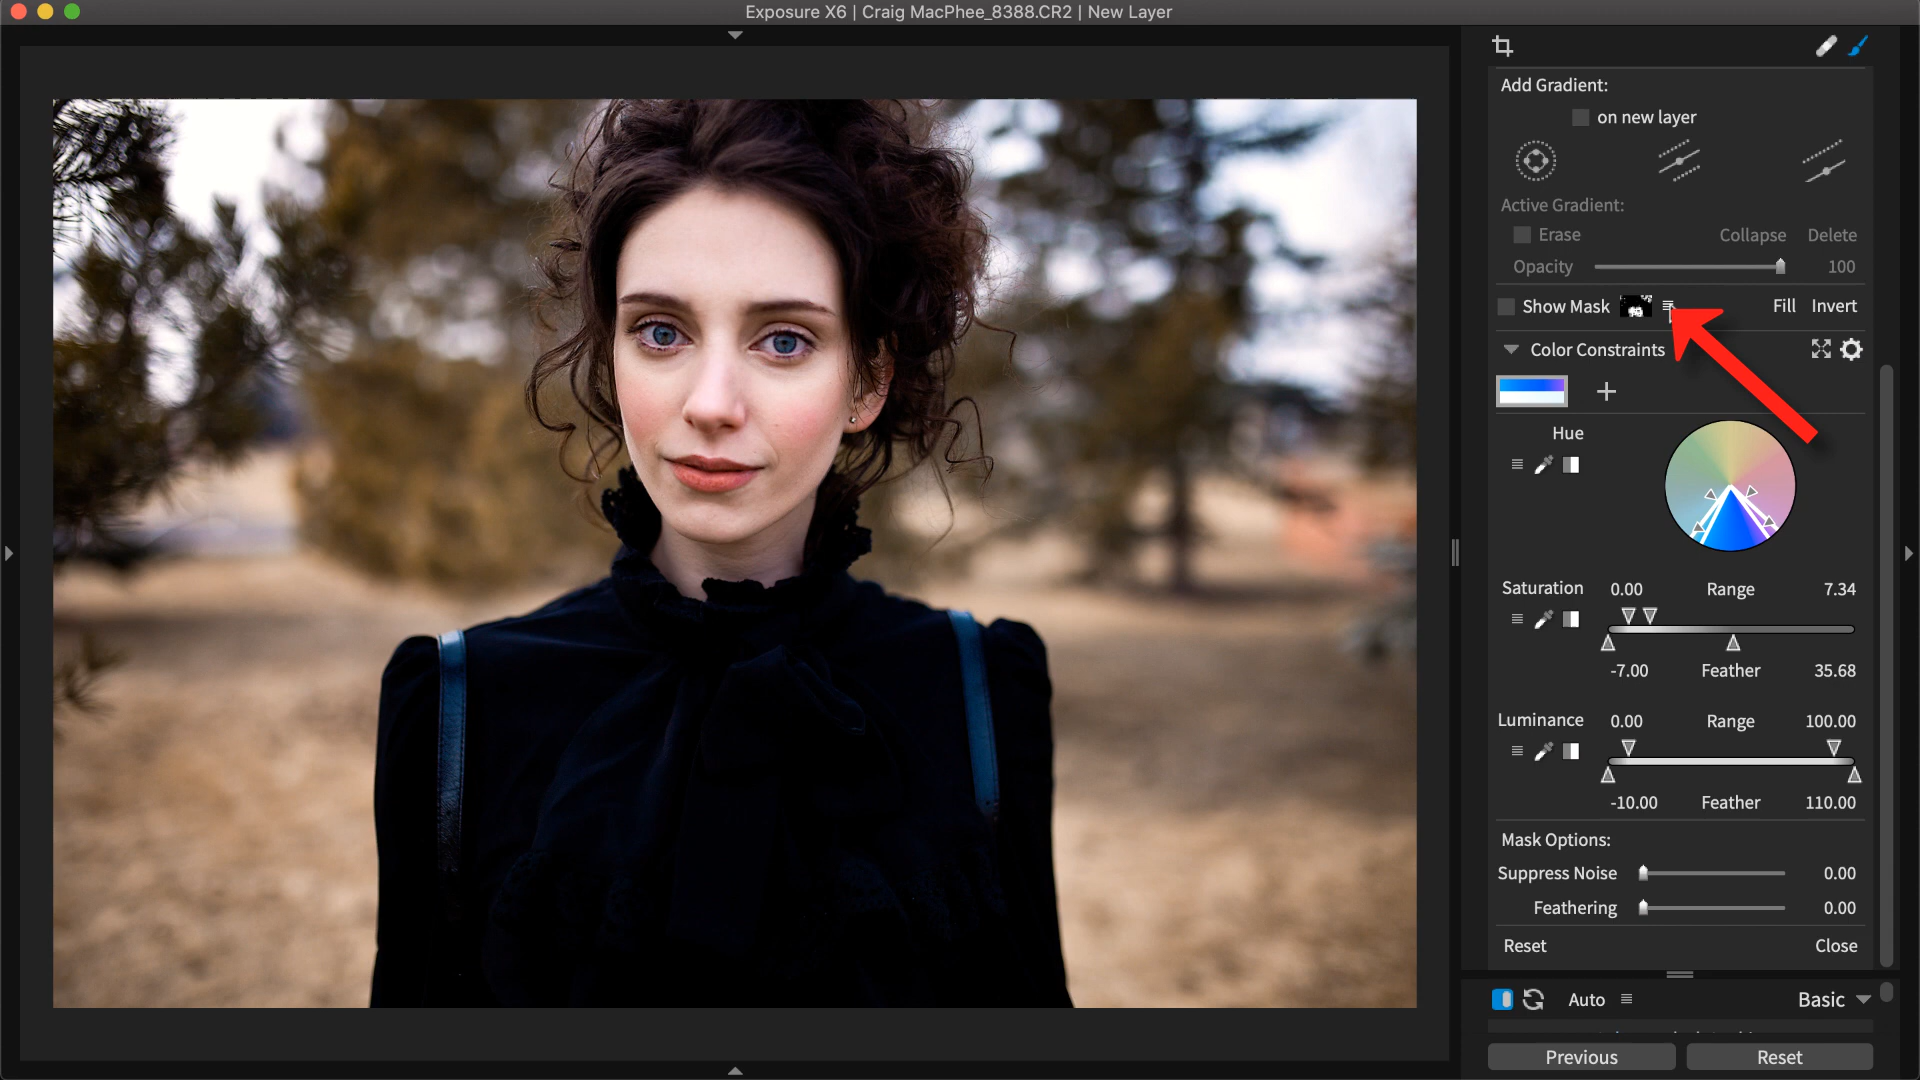 Exposure X6 | Craig MacPhee_8388.CR2 | New Layer
Add Gradient:
on new layer
Active Gradient:
Erase Collapse Delete
Opacity 100
Show Mask Fill Invert
Color Constraints
Hue
Saturation 0.00 Range 7.34
-7.00 Feather 35.68
Luminance 0.00 Range 100.00
-10.00 Feather 110.00
Mask Options:
Suppress Noise 0.00
Feathering 0.00
Reset Close
Auto Basic
Previous Reset